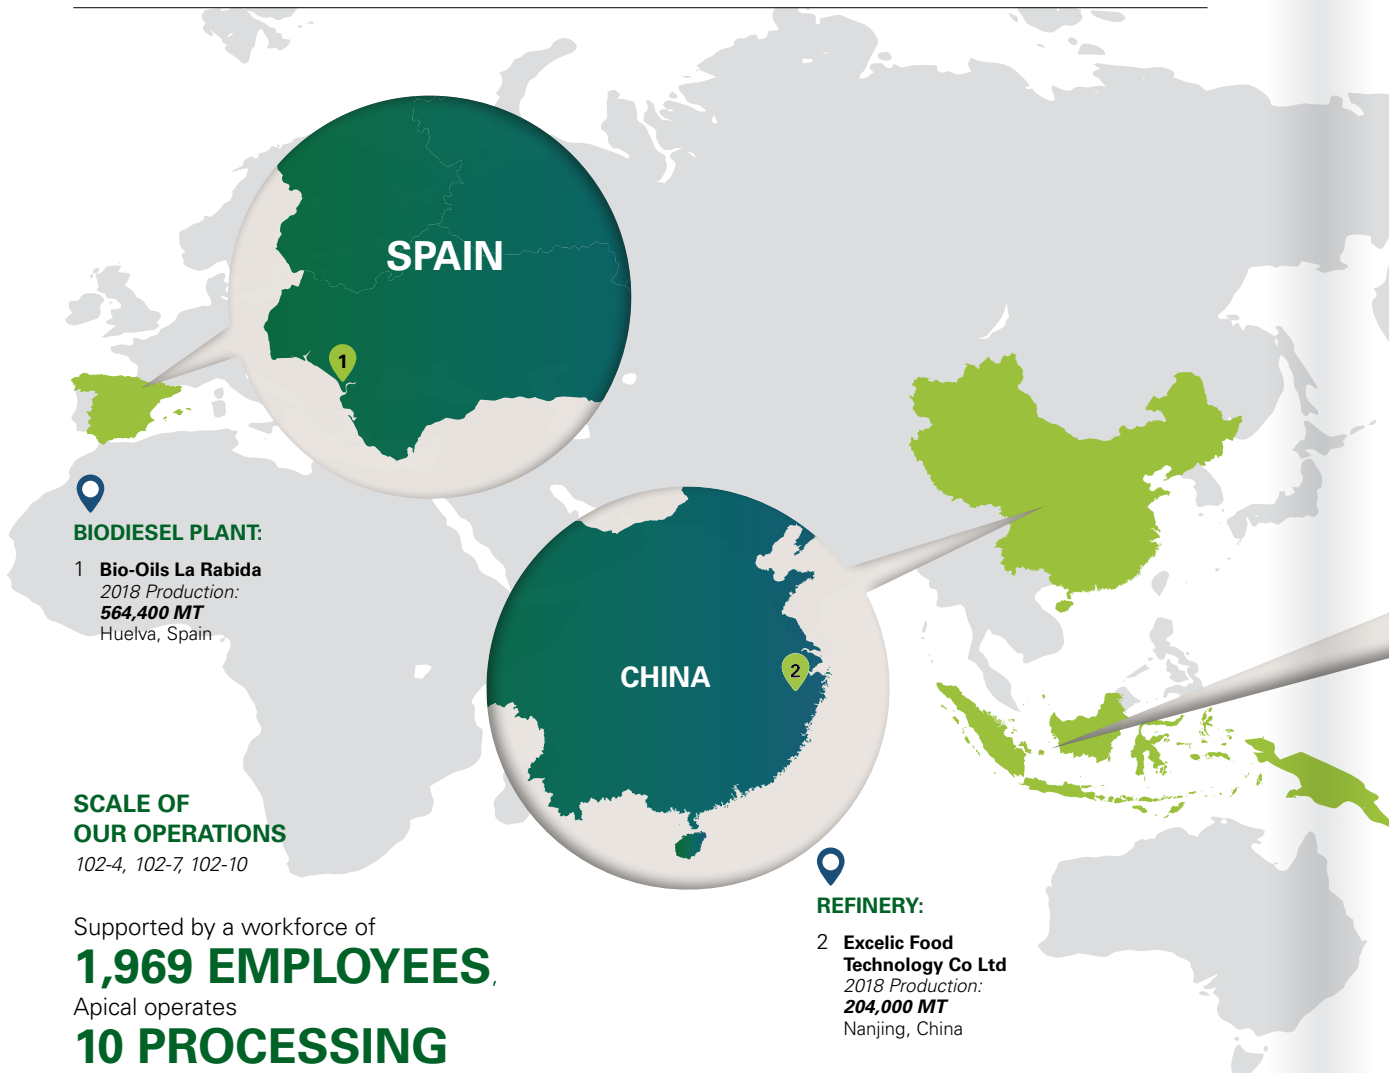 SPAIN
1
BIODIESEL PLANT:
1 Bio-Oils La Rabida
2018 Production:
564,400 MT
Huelva, Spain
CHINA
2
SCALE OF
OUR OPERATIONS
102-4, 102-7, 102-10
Supported by a workforce of
1,969 EMPLOYEES,
Apical operates
10 PROCESSING
REFINERY:
2 Excelic Food
Technology Co Ltd
2018 Production:
204,000 MT
Nanjing, China